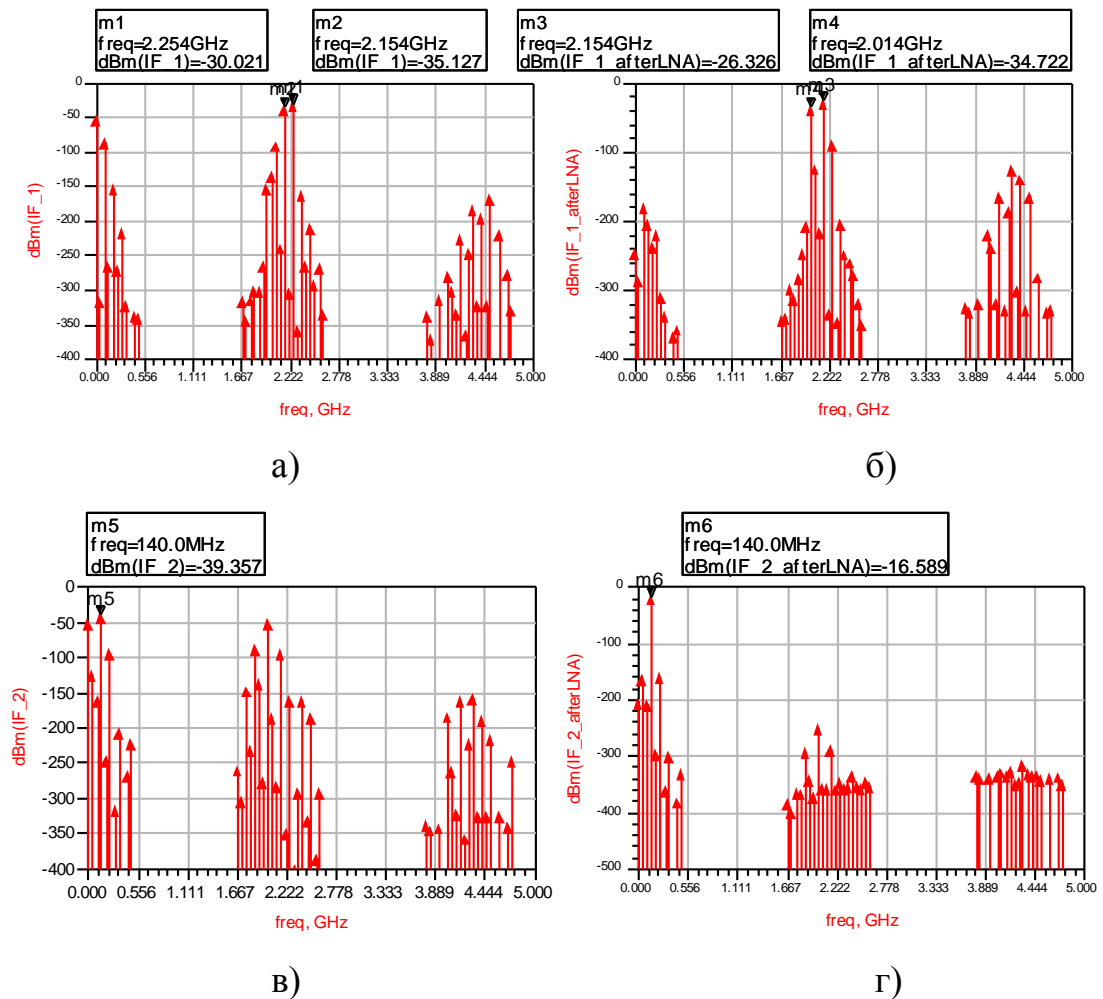 m1
freq=2.254GHz
dBm(IF_1)=-30.021
m2
freq=2.154GHz
dBm(IF_1)=-35.127
m3
freq=2.154GHz
dBm(IF_1_afterLNA)=-26.326
m4
freq=2.014GHz
dBm(IF_1_afterLNA)=-34.722
m2 m1
0
-50
-100
-150
-200
-250
-300
-350
-400
dBm(IF_1)
0.000 0.556 1.111 1.667 2.222 2.778 3.333 3.889 4.444 5.000
freq, GHz
а)
m4 m3
0
-100
-200
-300
-400
dBm(IF_1_afterLNA)
0.000 0.556 1.111 1.667 2.222 2.778 3.333 3.889 4.444 5.000
freq, GHz
б)
m5
freq=140.0MHz
dBm(IF_2)=-39.357
m5
0
-50
-100
-150
-200
-250
-300
-350
-400
dBm(IF_2)
0.000 0.556 1.111 1.667 2.222 2.778 3.333 3.889 4.444 5.000
freq, GHz
в)
m6
freq=140.0MHz
dBm(IF_2_afterLNA)=-16.589
m6
0
-100
-200
-300
-400
-500
dBm(IF_2_afterLNA)
0.000 0.556 1.111 1.667 2.222 2.778 3.333 3.889 4.444 5.000
freq, GHz
г)